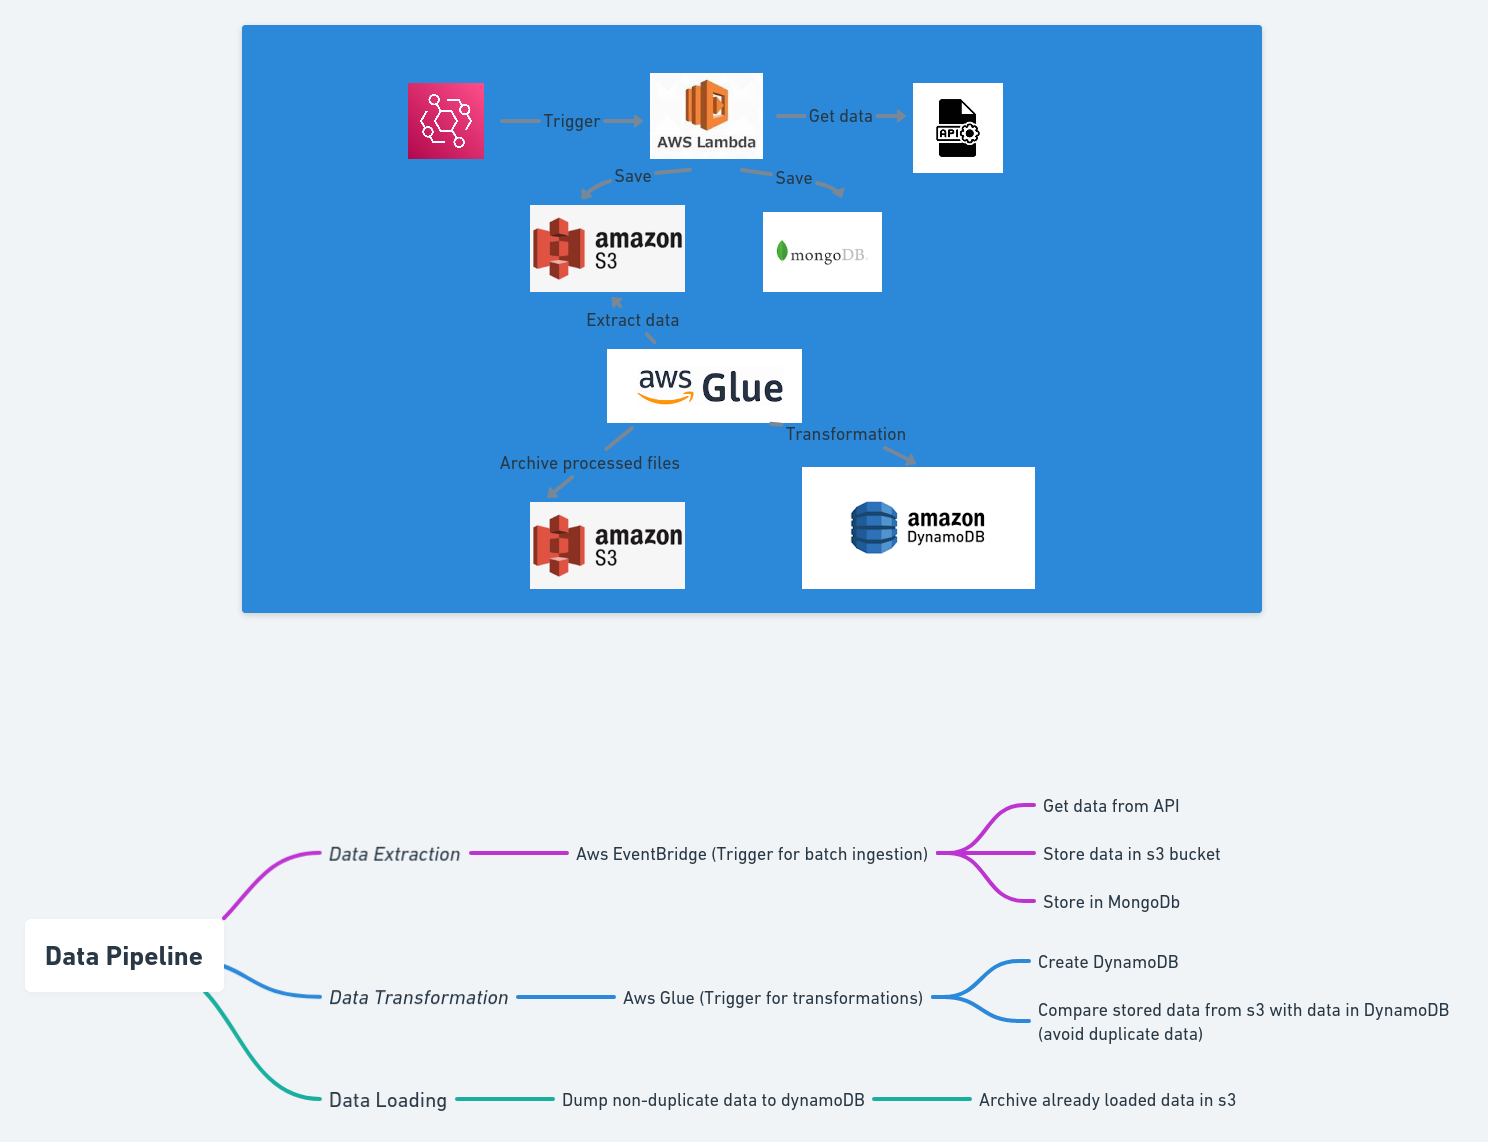 Trigger
AWS Lambda
Get data
API
Save
Save
amazon
S3
mongoDB.
Extract data
aws Glue
Transformation
Archive processed files
amazon
S3
amazon
DynamoDB
Data Pipeline
Data Extraction
Aws EventBridge (Trigger for batch ingestion)
Get data from API
Store data in s3 bucket
Store in MongoDb
Data Transformation
Aws Glue (Trigger for transformations)
Create DynamoDB
Compare stored data from s3 with data in DynamoDB
(avoid duplicate data)
Data Loading
Dump non-duplicate data to dynamoDB
Archive already loaded data in s3